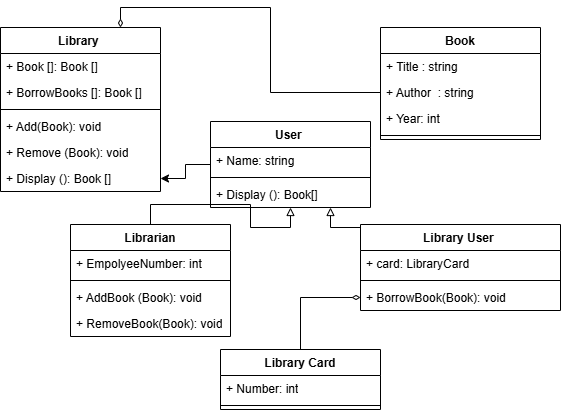 Library
+ Book []: Book []
+ BorrowBooks []: Book []
+ Add(Book): void
+ Remove (Book): void
+ Display (): Book []
Book
+ Title : string
+ Author  : string
+ Year: int
User
+ Name: string
+ Display (): Book[]
Librarian
+ EmpolyeeNumber: int
+ AddBook (Book): void
+ RemoveBook(Book): void
Library User
+ card: LibraryCard
+ BorrowBook(Book): void
Library Card
+ Number: int